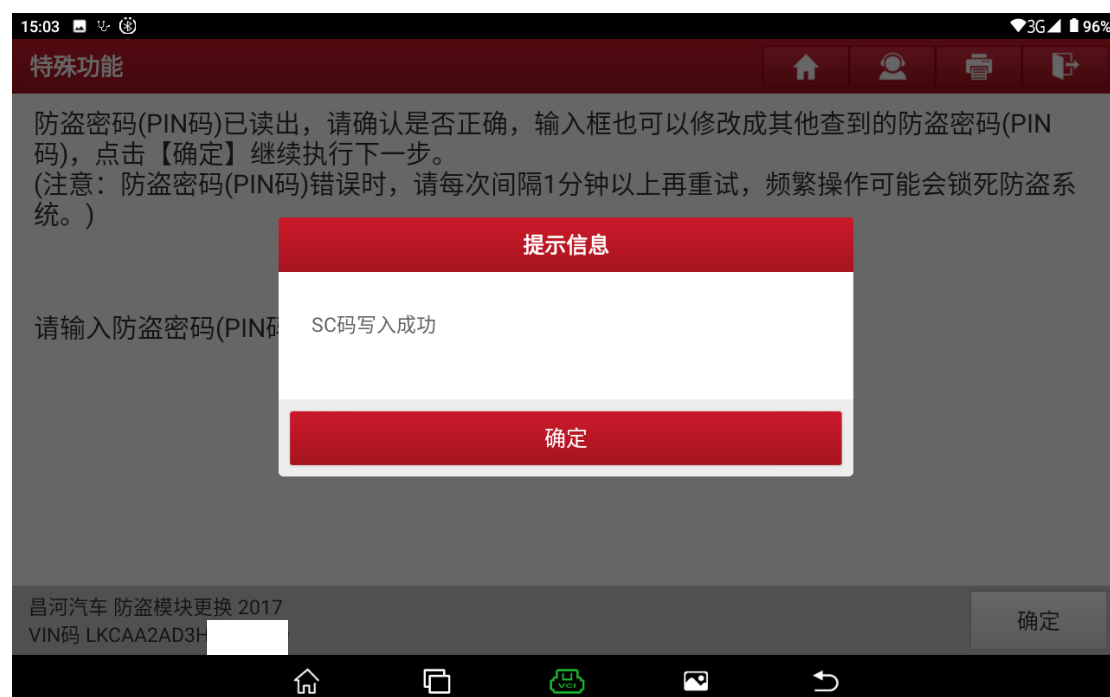 15:03
3G
96%
特殊功能
防盗密码(PIN码)已读出，请确认是否正确，输入框也可以修改成其他查到的防盗密码(PIN
码)，点击【确定】继续执行下一步。
(注意：防盗密码(PIN码)错误时，请每次间隔1分钟以上再重试，频繁操作可能会锁死防盗系
统。)
提示信息
请输入防盗密码(PIN码
SC码写入成功
确定
昌河汽车 防盗模块更换 2017
VIN码 LKCAA2AD3H
确定
VCI